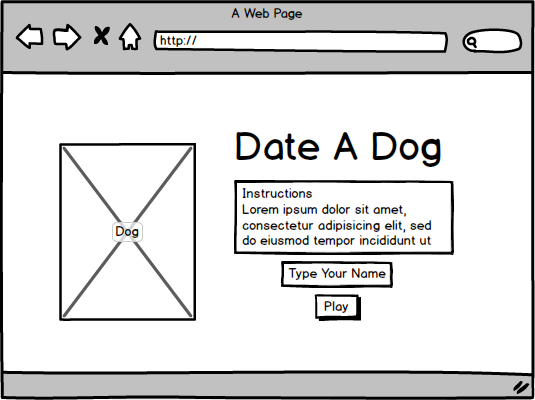 A Web Page
http://
Date A Dog
Instructions
Lorem ipsum dolor sit amet,
consectetur adipisicing elit, sed
do eiusmod tempor incididunt ut
Dog
Type Your Name
Play